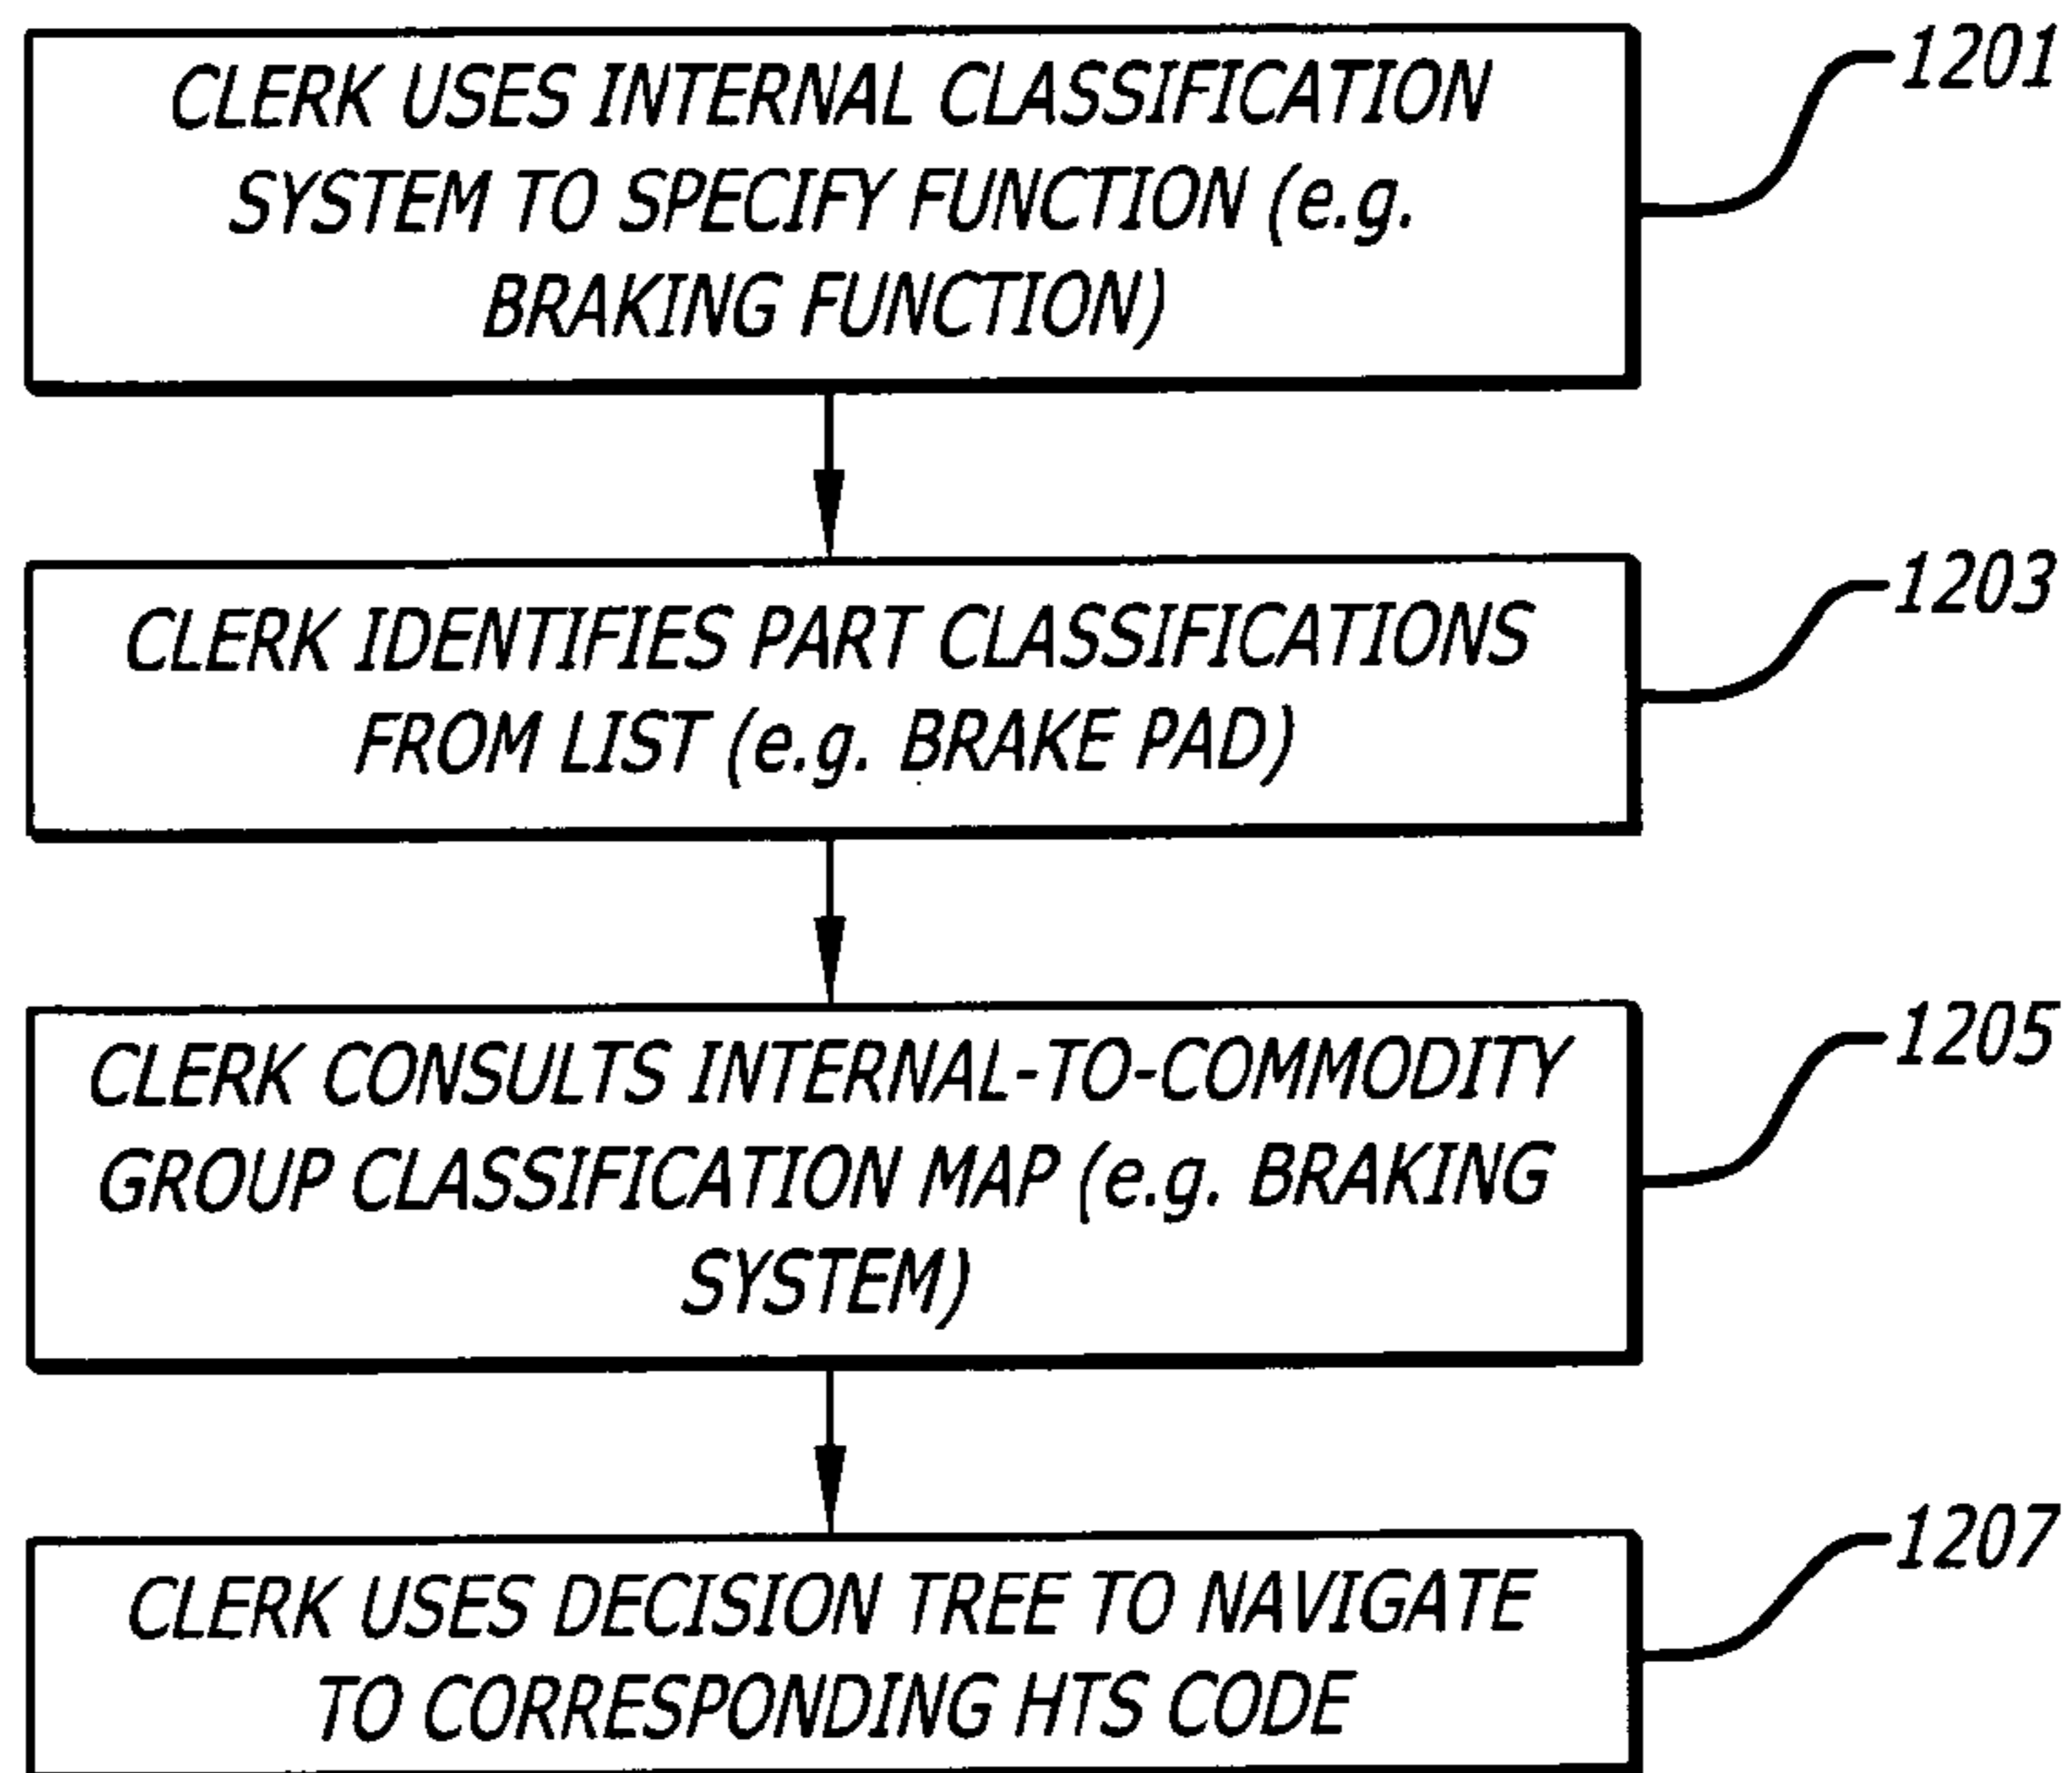 CLERK USES INTERNAL CLASSIFICATION
SYSTEM TO SPECIFY FUNCTION (e.g.
BRAKING FUNCTION)
1201
CLERK IDENTIFIES PART CLASSIFICATIONS
FROM LIST (e.g. BRAKE PAD)
1203
CLERK CONSULTS INTERNAL-TO-COMMODITY
GROUP CLASSIFICATION MAP (e.g. BRAKING
SYSTEM)
1205
CLERK USES DECISION TREE TO NAVIGATE
TO CORRESPONDING HTS CODE
1207